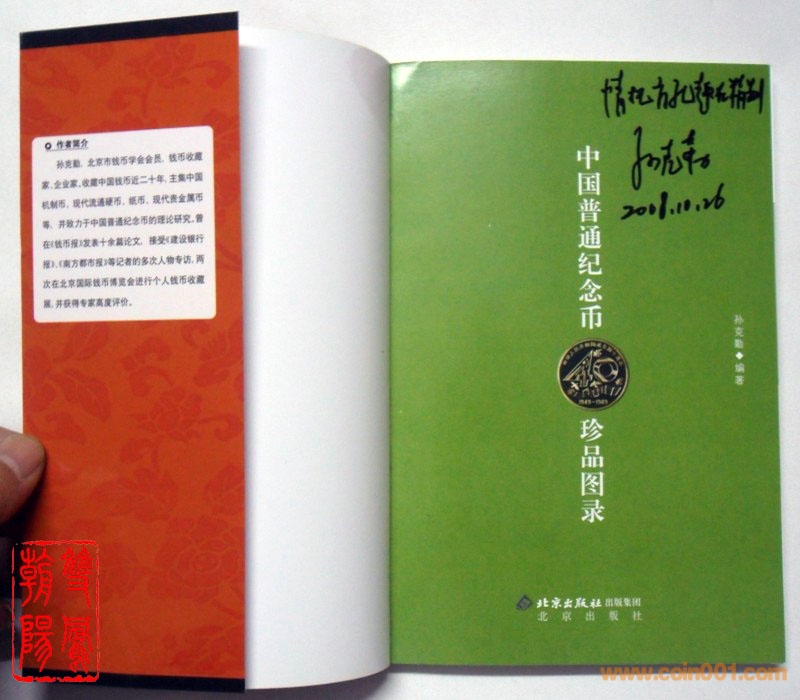 作者简介
孙克勤，北京市钱币学会会员，钱币收藏
家、企业家。收藏中国钱币近二十年，主集中国
机制币、现代流通硬币、纸币、现代贵金属币
等，并致力于中国普通纪念币的理论研究。曾
在《钱币报》发表十余篇论文，接受《建设银行
报》、《南方都市报》等记者的多次人物专访，两
次在北京国际钱币博览会进行个人钱币收藏
展，并获得专家高度评价。
孙克勤
2008.10.26
中国普通纪念币
珍品图录
孙克勤◆编著
1949-1989
北京出版社出版集团
北京出版社
朝陽
www.coin001.com